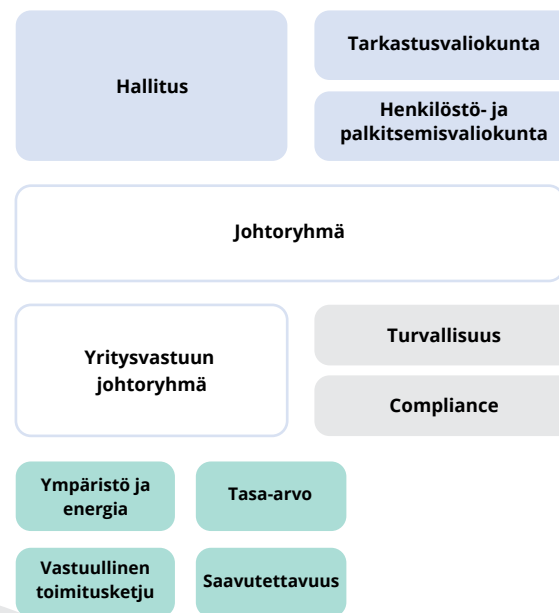 Hallitus
Tarkastusvaliokunta
Henkilöstö- ja
palkitsemisvaliokunta
Johtoryhmä
Yritysvastuun
johtoryhmä
Turvallisuus
Compliance
Ympäristö ja
energia
Tasa-arvo
Vastuullinen
toimitusketju
Saavutettavuus